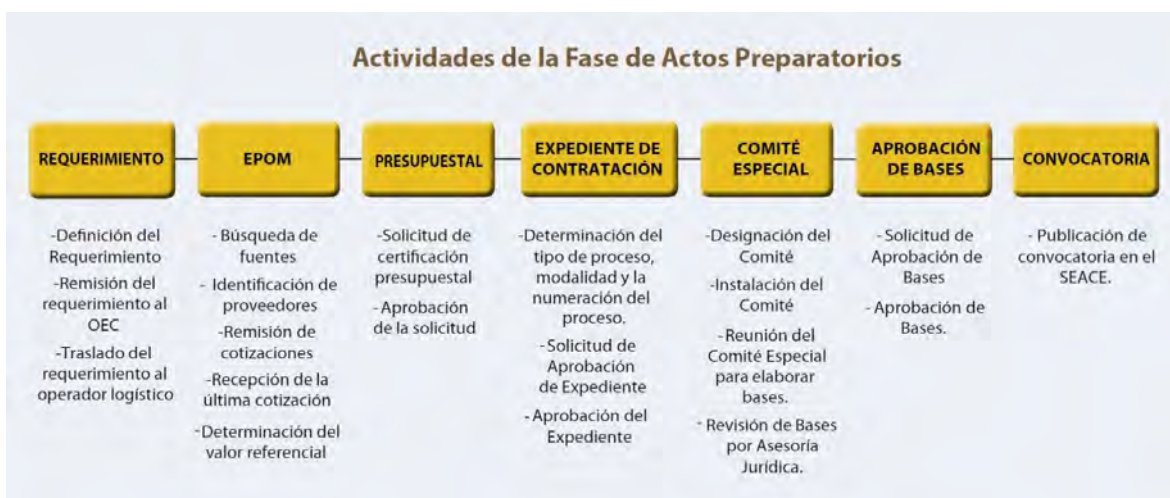 Actividades de la Fase de Actos Preparatorios
REQUERIMIENTO
-Definición del
Requerimiento
-Remisión del
requerimiento al
OEC
-Traslado del
requerimiento al
operador logístico
EPOM
- Búsqueda de
fuentes
- Identificación de
proveedores
-Remisión de
cotizaciones
-Recepción de la
última cotización
-Determinación del
valor referencial
PRESUPUESTAL
-Solicitud de
certificación
presupuestal
-Aprobación
de la solicitud
EXPEDIENTE DE
CONTRATACIÓN
-Determinación del
tipo de proceso,
modalidad y la
numeración del
proceso.
-Solicitud de
Aprobación
de Expediente
-Aprobación del
Expediente
COMITÉ
ESPECIAL
-Designación del
Comité
-Instalación del
Comité
-Reunión del
Comité Especial
para elaborar
bases.
- Revisión de Bases
por Asesoría
Jurídica.
APROBACIÓN
DE BASES
- Solicitud de
Aprobación de
Bases
-Aprobación de
Bases.
CONVOCATORIA
- Publicación de
convocatoria en el
SEACE.